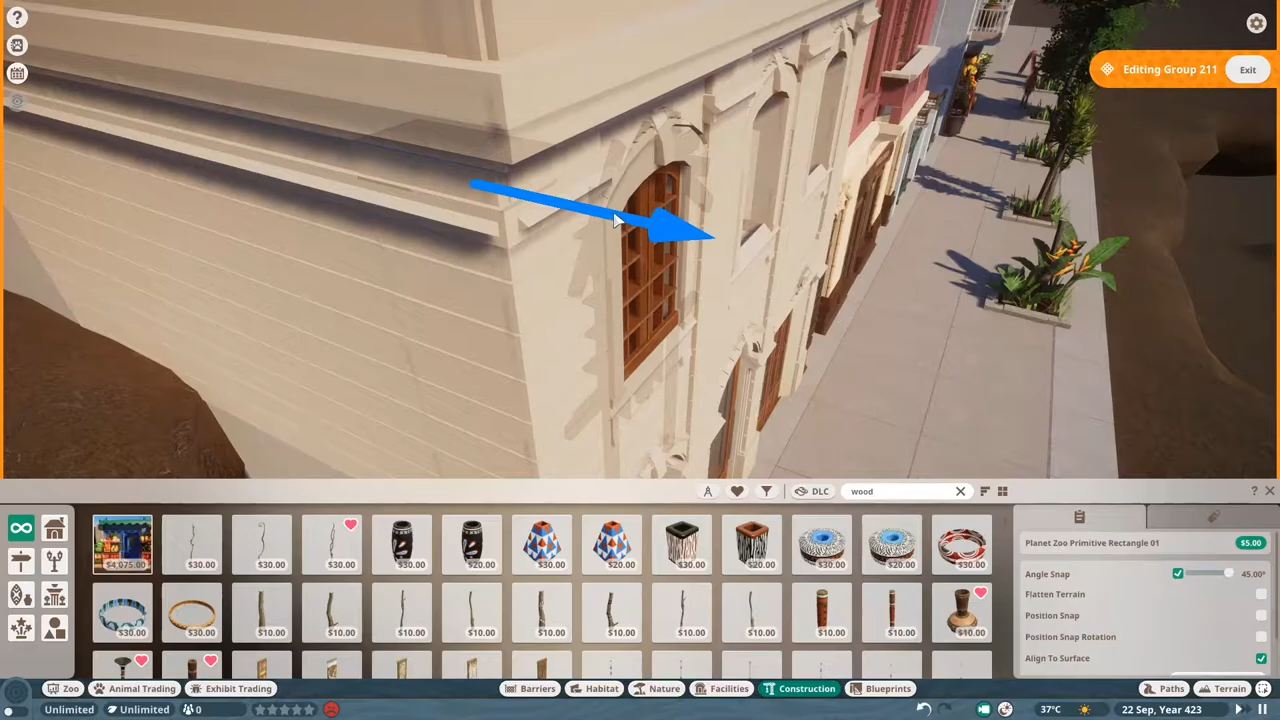 ?
Editing Group 211 Exit
DLC wood ? ×
$4,075.00 $30.00 $30.00 $30.00 $30.00 $20.00 $30.00 $20.00 $30.00 $20.00 $30.00 $20.00 $30.00
$30.00 $30.00 $10.00 $10.00 $10.00 $10.00 $10.00 $10.00 $10.00 $10.00 $10.00 $10.00 $10.00
Planet Zoo Primitive Rectangle 01 $5.00
Angle Snap 45.00°
Flatten Terrain
Position Snap
Position Snap Rotation
Align To Surface
Zoo Animal Trading Exhibit Trading Barriers Habitat Nature Facilities Construction Blueprints Paths Terrain
Unlimited Unlimited 0 37°C 22 Sep, Year 423